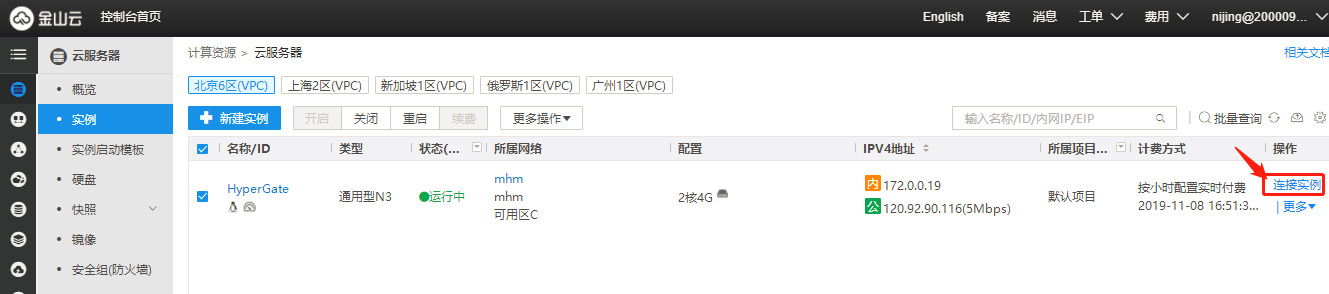 金山云 控制台首页 English 备案 消息 工单 费用 nijing@200009...
云服务器
计算资源 > 云服务器 相关文档
概览
北京6区(VPC) 上海2区(VPC) 新加坡1区(VPC) 俄罗斯1区(VPC) 广州1区(VPC)
实例
新建实例 开启 关闭 重启 续费 更多操作 输入名称/ID/内网IP/EIP 批量查询
实例启动模板
名称/ID 类型 状态(... 所属网络 配置 IPV4地址 所属项目... 计费方式 操作
硬盘
HyperGate 通用型N3 运行中 mhm 2核4G 内 172.0.0.19 默认项目 按小时配置实时付费 连接实例
mhm
可用区C 公 120.92.90.116(5Mbps) 2019-11-08 16:51:3... | 更多
快照
镜像
安全组(防火墙)